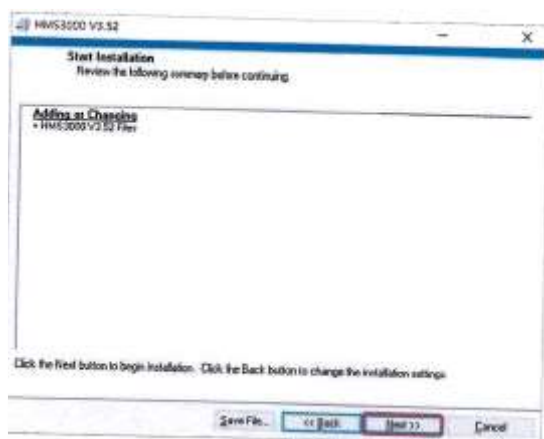 HMS3000 V3.52
Start Installation
Review the following summary before continuing.
Adding or Changing
• HMS3000 V3.52 Files
Click the Next button to begin installation. Click the Back button to change the installation settings.
Save File... << Back Next >> Cancel